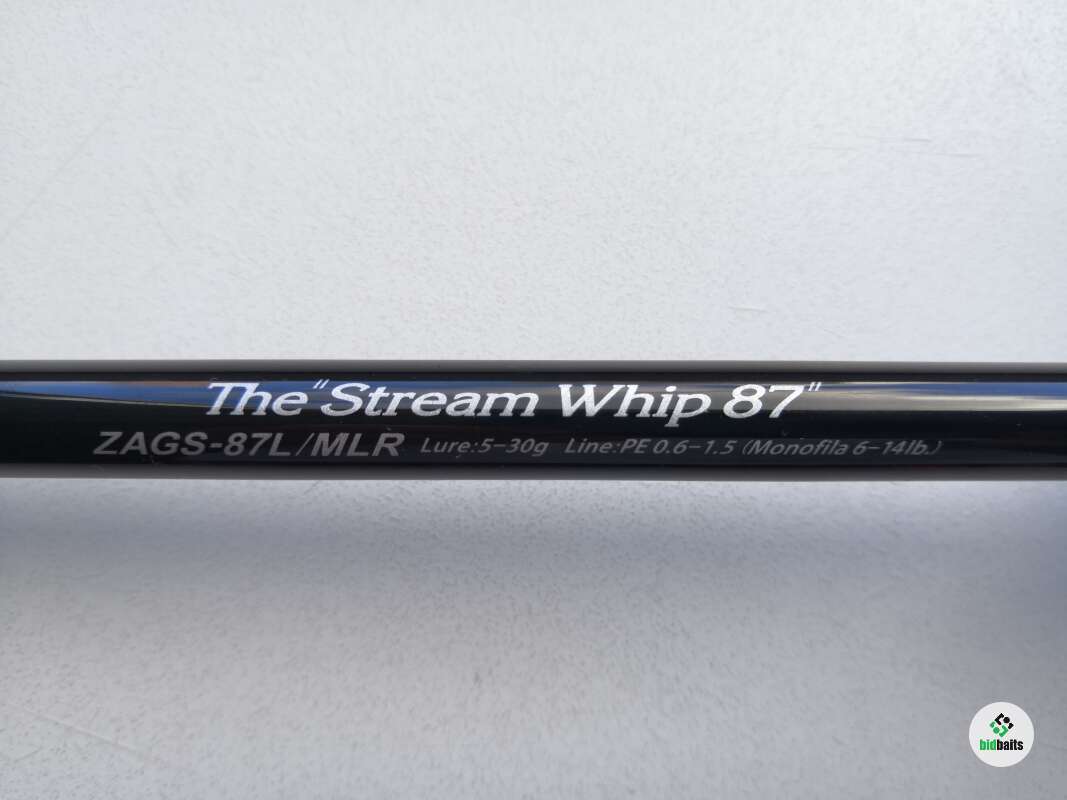 The "Stream Whip 87"
ZAGS-87L/MLR Lure:5-30g Line:PE 0.6-1.5 (Monofila 6-14lb.)
bidbaits